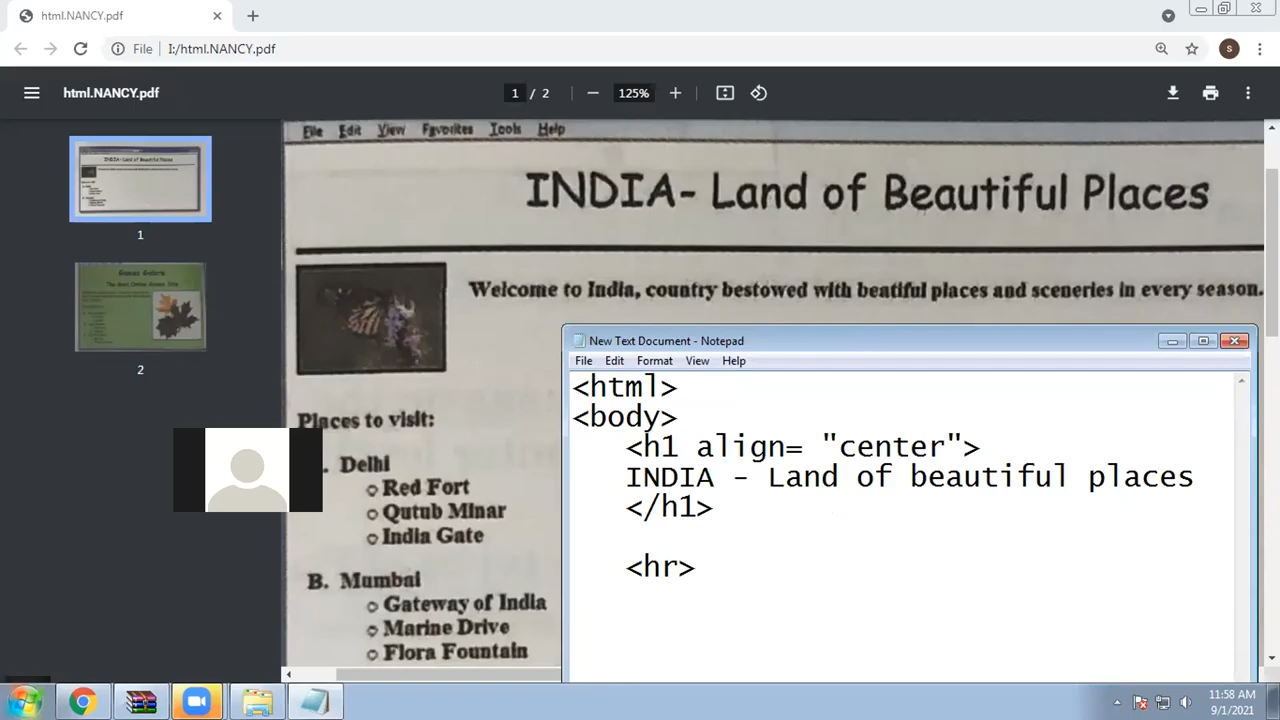 html.NANCY.pdf
File I:/html.NANCY.pdf
S
html.NANCY.pdf
1 / 2
125%
File Edit View Favorites Tools Help
INDIA- Land of Beautiful Places
Welcome to India, country bestowed with beatiful places and sceneries in every season.
Places to visit:
Delhi
Red Fort
Qutub Minar
India Gate
B. Mumbai
Gateway of India
Marine Drive
Flora Fountain
1
2
New Text Document - Notepad
File Edit Format View Help
<html>
<body>
<h1 align= "center">
INDIA - Land of beautiful places
</h1>
<hr>
11:58 AM
9/1/2021